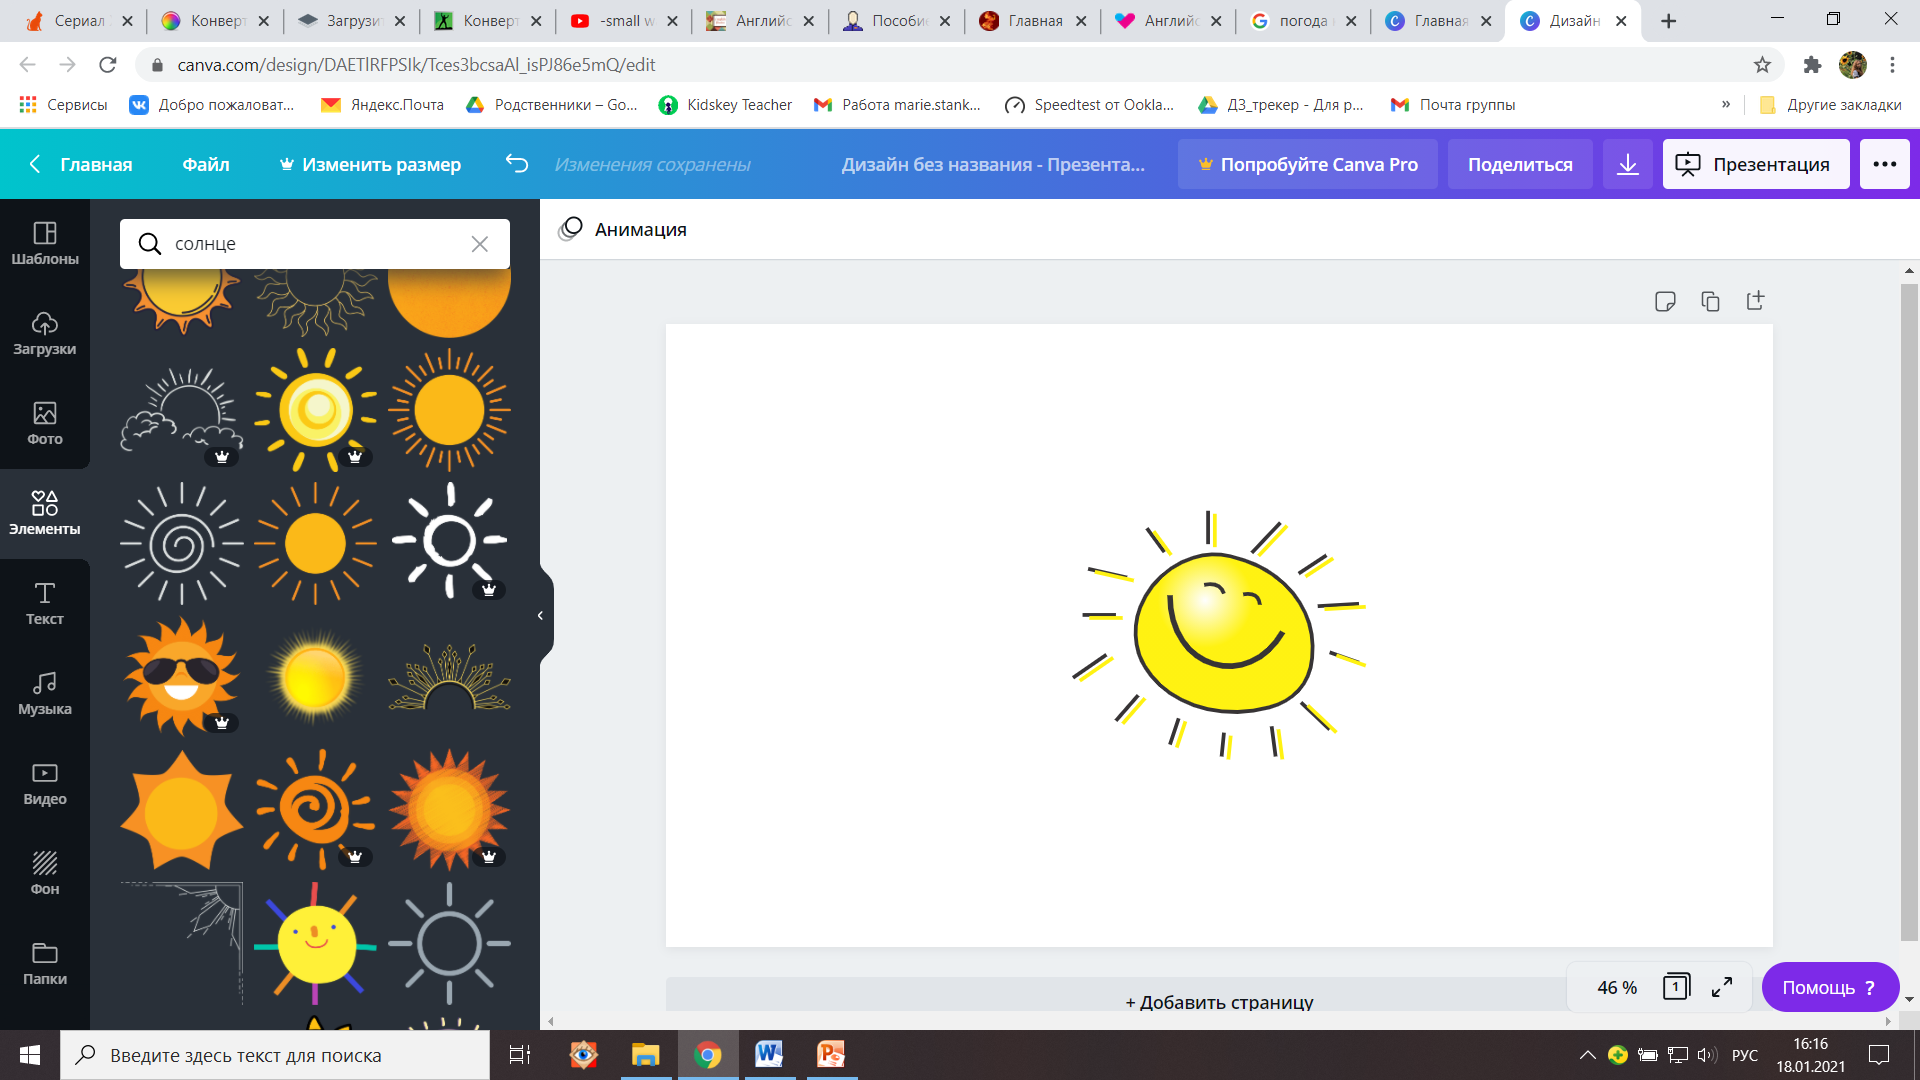 Сериал
Конверт
Загрузит
Конверт
-small w
Английс
Пособие
Главная
Английс
погода
Главная
Дизайн
canva.com/design/DAETlRFPSIk/Tces3bcsaAl_isPJ86e5mQ/edit
Сервисы
Добро пожаловат...
Яндекс.Почта
Родственники – Go...
Kidskey Teacher
Работа marie.stank...
Speedtest от Ookla...
ДЗ_трекер - Для р...
Почта группы
»
Другие закладки
Главная
Файл
Изменить размер
Изменения сохранены
Дизайн без названия - Презента...
Попробуйте Canva Pro
Поделиться
Презентация
солнце
Анимация
Шаблоны
Загрузки
Фото
Элементы
Текст
Музыка
Видео
Фон
Папки
+ Добавить страницу
46 %
1
Помощь ?
Введите здесь текст для поиска
РУС
16:16
18.01.2021